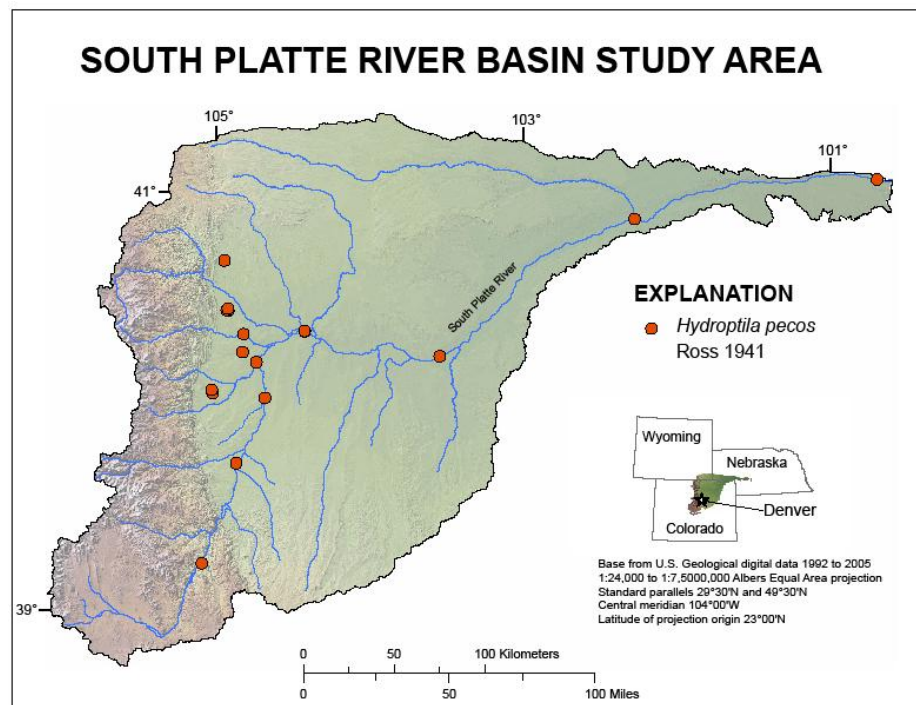 SOUTH PLATTE RIVER BASIN STUDY AREA
105°
103°
101°
41°
South Platte River
EXPLANATION
Hydroptila pecos
Ross 1941
Wyoming
Nebraska
Denver
Colorado
Base from U.S. Geological digital data 1992 to 2005
1:24,000 to 1:7,5000,000 Albers Equal Area projection
Standard parallels 29°30'N and 49°30'N
Central meridian 104°00'W
Latitude of projection origin 23°00'N
39°
0 50 100 Kilometers
0 50 100 Miles